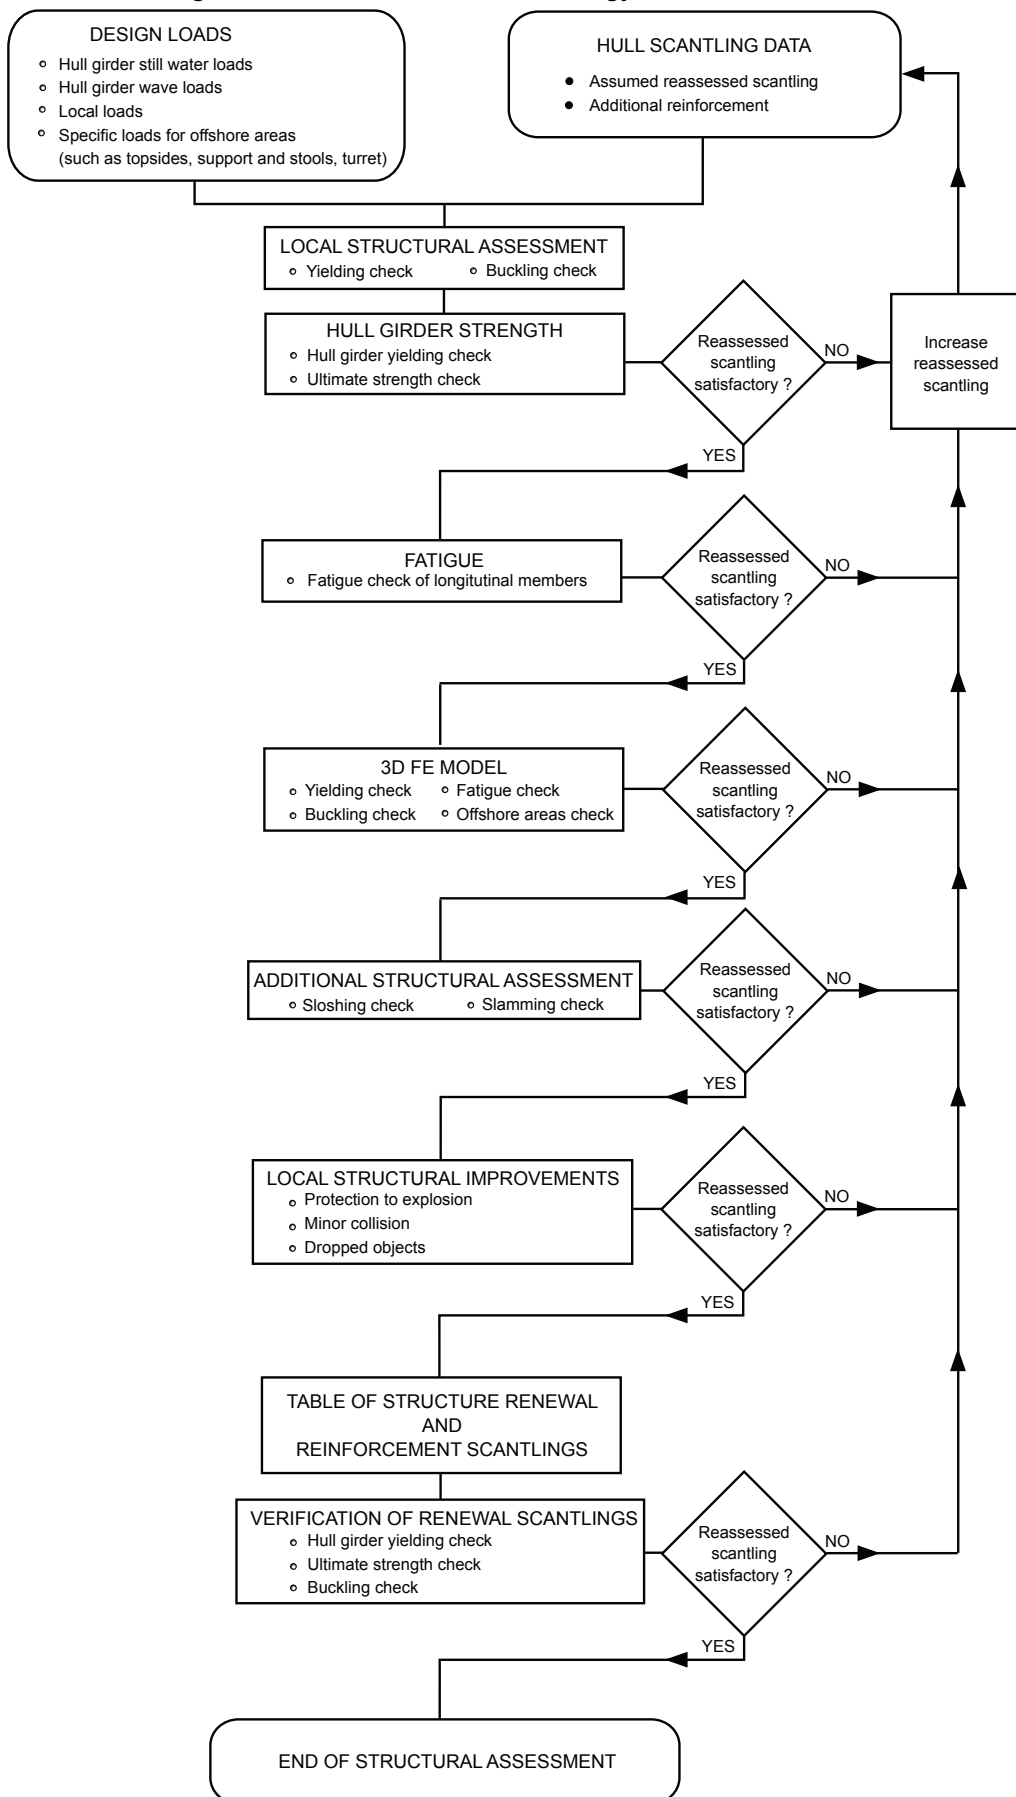 DESIGN LOADS
Hull girder still water loads
Hull girder wave loads
Local loads
Specific loads for offshore areas
(such as topsides, support and stools, turret)
HULL SCANTLING DATA
Assumed reassessed scantling
Additional reinforcement
LOCAL STRUCTURAL ASSESSMENT
Yielding check
Buckling check
HULL GIRDER STRENGTH
Hull girder yielding check
Ultimate strength check
Reassessed
scantling
satisfactory ?
NO
Increase
reassessed
scantling
YES
FATIGUE
Fatigue check of longitutinal members
Reassessed
scantling
satisfactory ?
NO
YES
3D FE MODEL
Yielding check
Fatigue check
Buckling check
Offshore areas check
Reassessed
scantling
satisfactory ?
NO
YES
ADDITIONAL STRUCTURAL ASSESSMENT
Sloshing check
Slamming check
Reassessed
scantling
satisfactory ?
NO
YES
LOCAL STRUCTURAL IMPROVEMENTS
Protection to explosion
Minor collision
Dropped objects
Reassessed
scantling
satisfactory ?
NO
YES
TABLE OF STRUCTURE RENEWAL
AND
REINFORCEMENT SCANTLINGS
VERIFICATION OF RENEWAL SCANTLINGS
Hull girder yielding check
Ultimate strength check
Buckling check
Reassessed
scantling
satisfactory ?
NO
YES
END OF STRUCTURAL ASSESSMENT